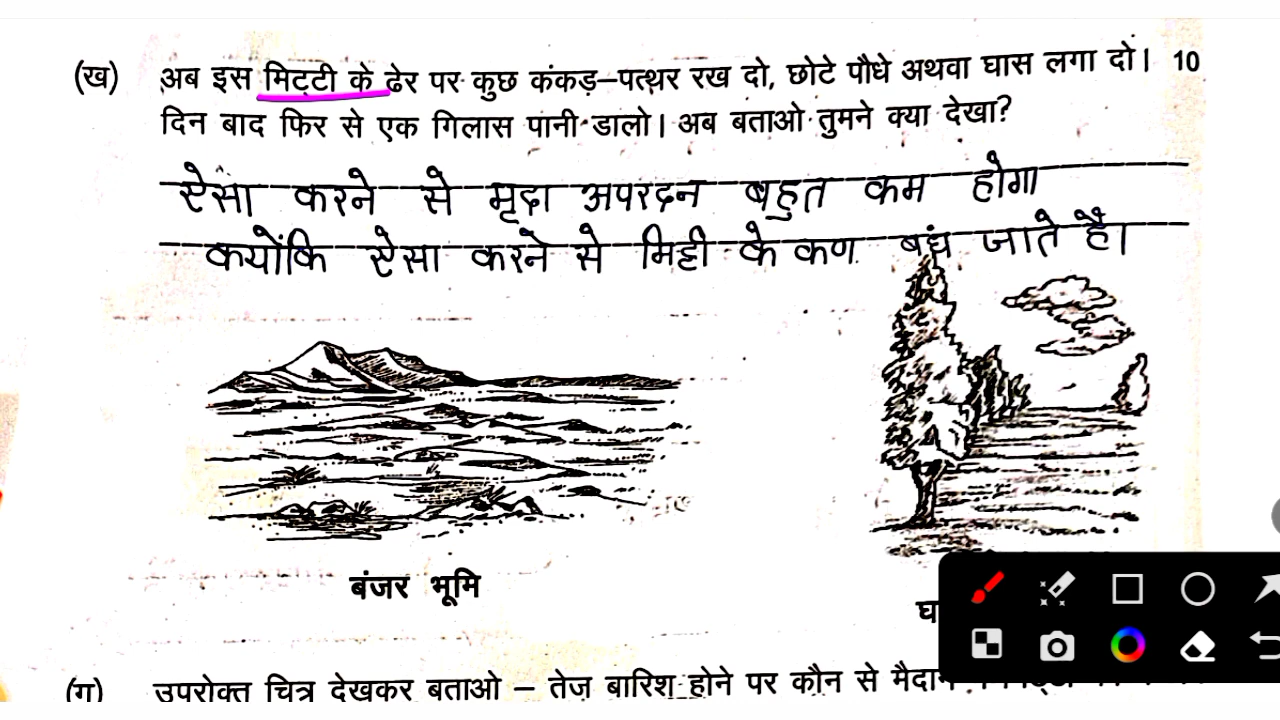 (ख) अब इस मिट्टी के ढेर पर कुछ कंकड़–पत्थर रख दो, छोटे पौधे अथवा घास लगा दो। 10
दिन बाद फिर से एक गिलास पानी डालो। अब बताओ तुमने क्या देखा?
ऐसा करने से मृदा अपरदन बहुत कम होगा
क्योंकि ऐसा करने से मिट्टी के कण बंध जाते है।
बंजर भूमि
(ग) उपरोक्त चित्र देखकर बताओ – तेज बारिश होने पर कौन से मैदान